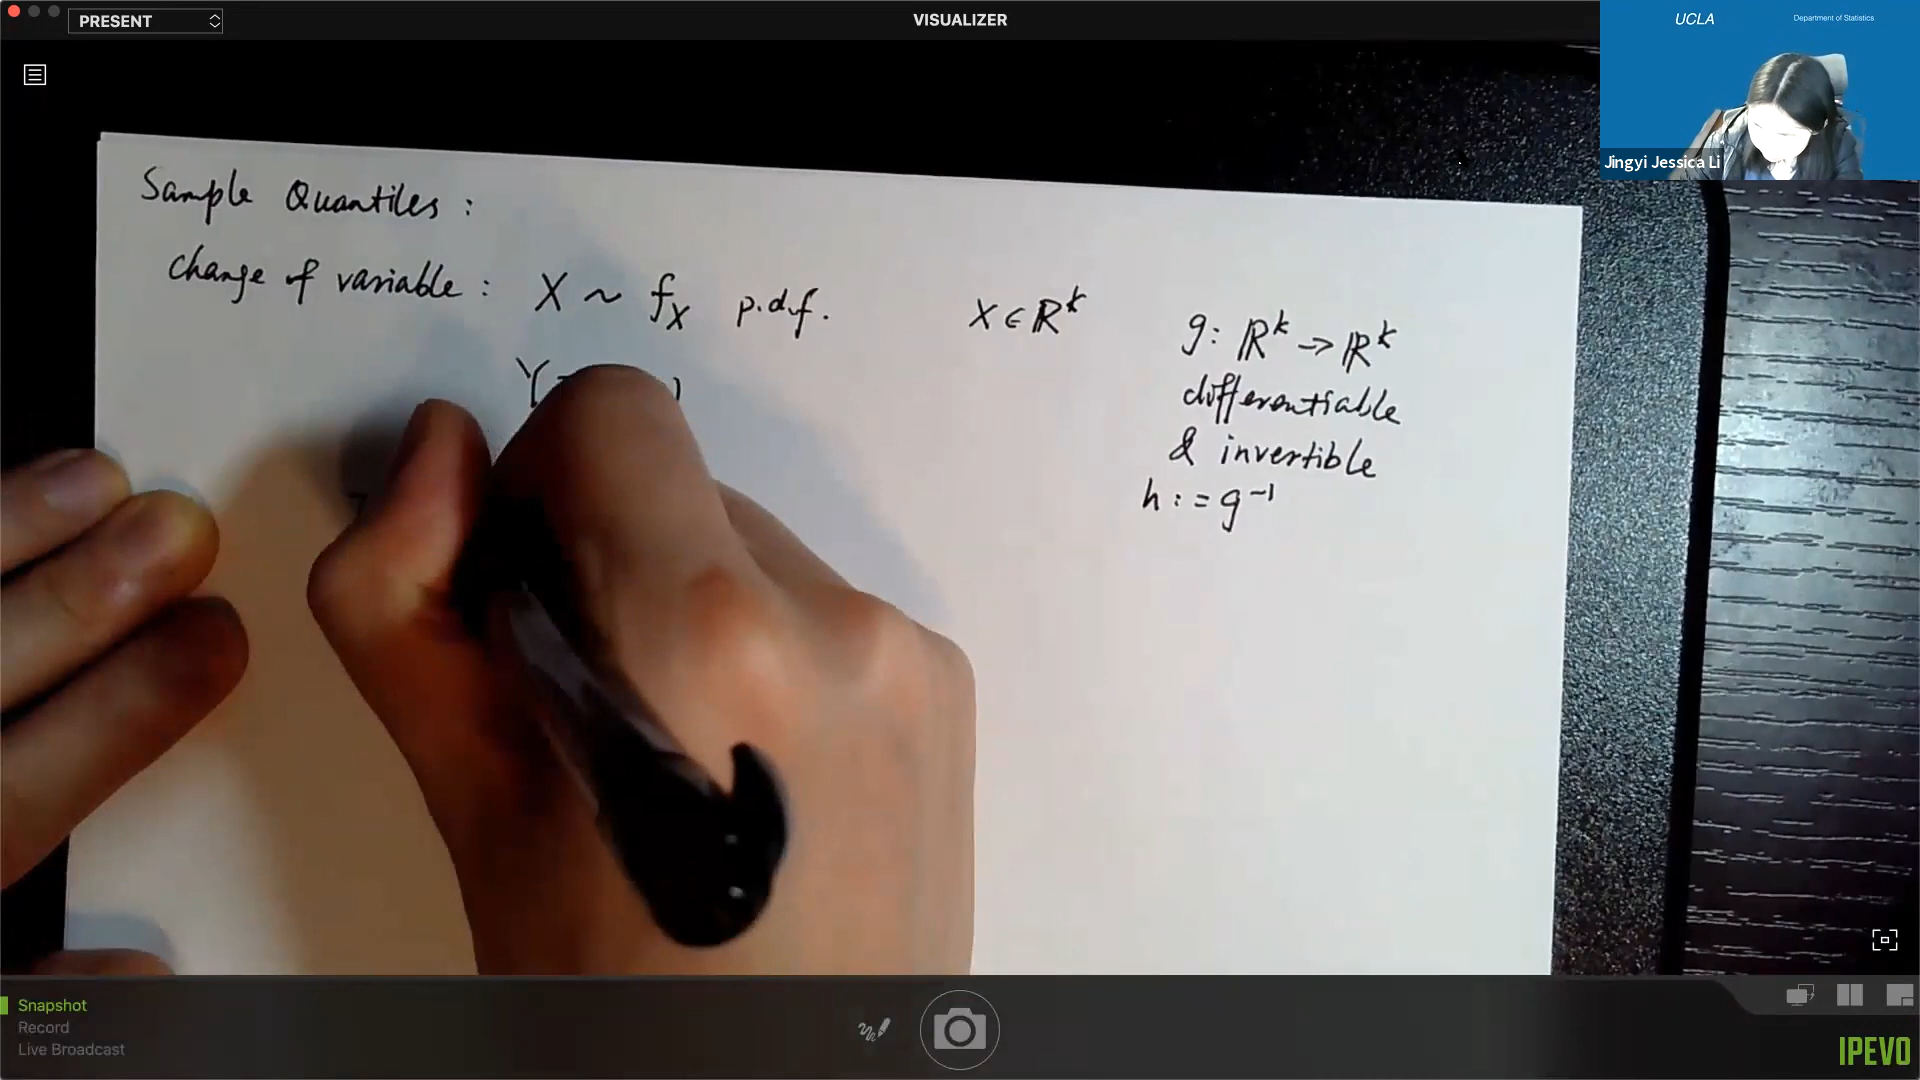 PRESENT
VISUALIZER
UCLA
Department of Statistics
Jingyi Jessica Li
Sample Quantiles :
change of variable : X ~ f_X p.d.f. X ∈ ℝ^k
g: ℝ^k → ℝ^k
differentiable
& invertible
h := g^-1
Y(
)
Snapshot
Record
Live Broadcast
IPEVO